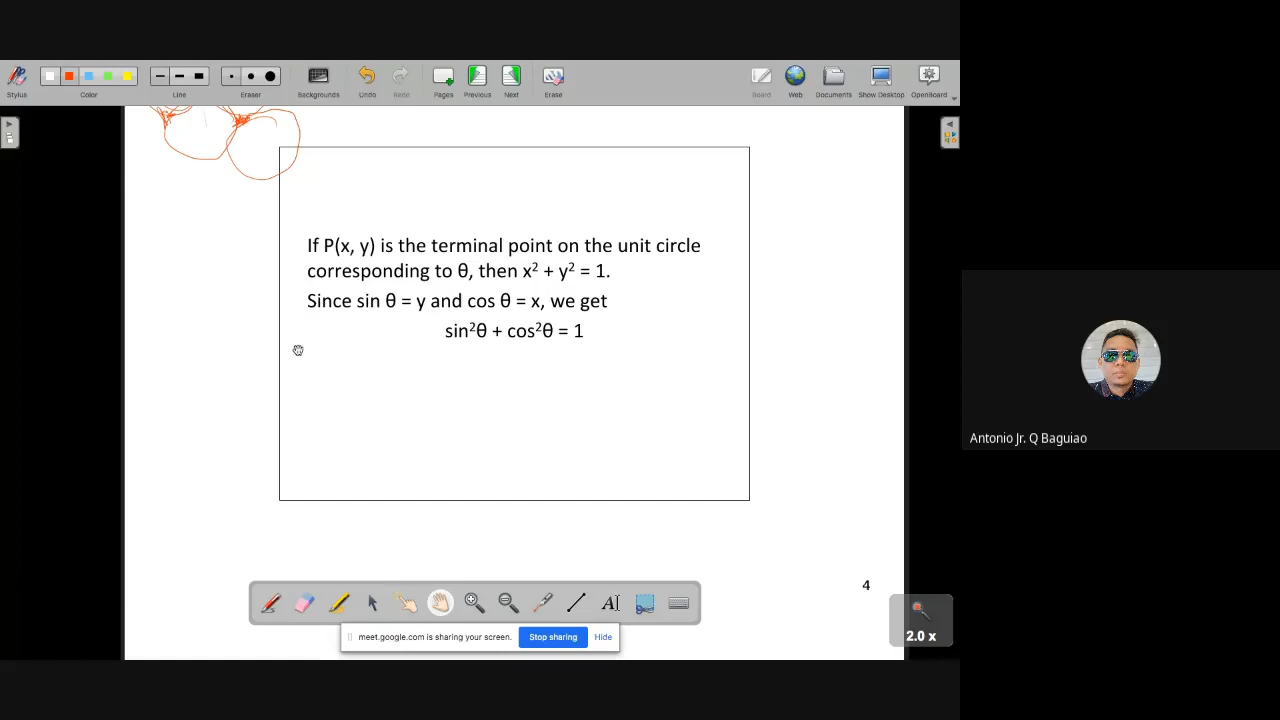 Stylus Color Line Eraser Backgrounds Undo Redo Pages Previous Next Erase Board Web Documents Show Desktop OpenBoard
If P(x, y) is the terminal point on the unit circle
corresponding to θ, then x² + y² = 1.
Since sin θ = y and cos θ = x, we get
sin²θ + cos²θ = 1
Antonio Jr. Q Baguiao
4
2.0 x
meet.google.com is sharing your screen. Stop sharing Hide